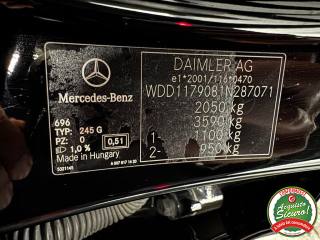 DAIMLER AG
e1*2001/116*0470
WDD1179081N287071
2050 kg
3590 kg
1- 1100 kg
2- 950 kg
Mercedes-Benz
696
TYP: 245 G
PZ: 0 0,51
1.0 %
Made in Hungary
Acquisto
Sicuro!